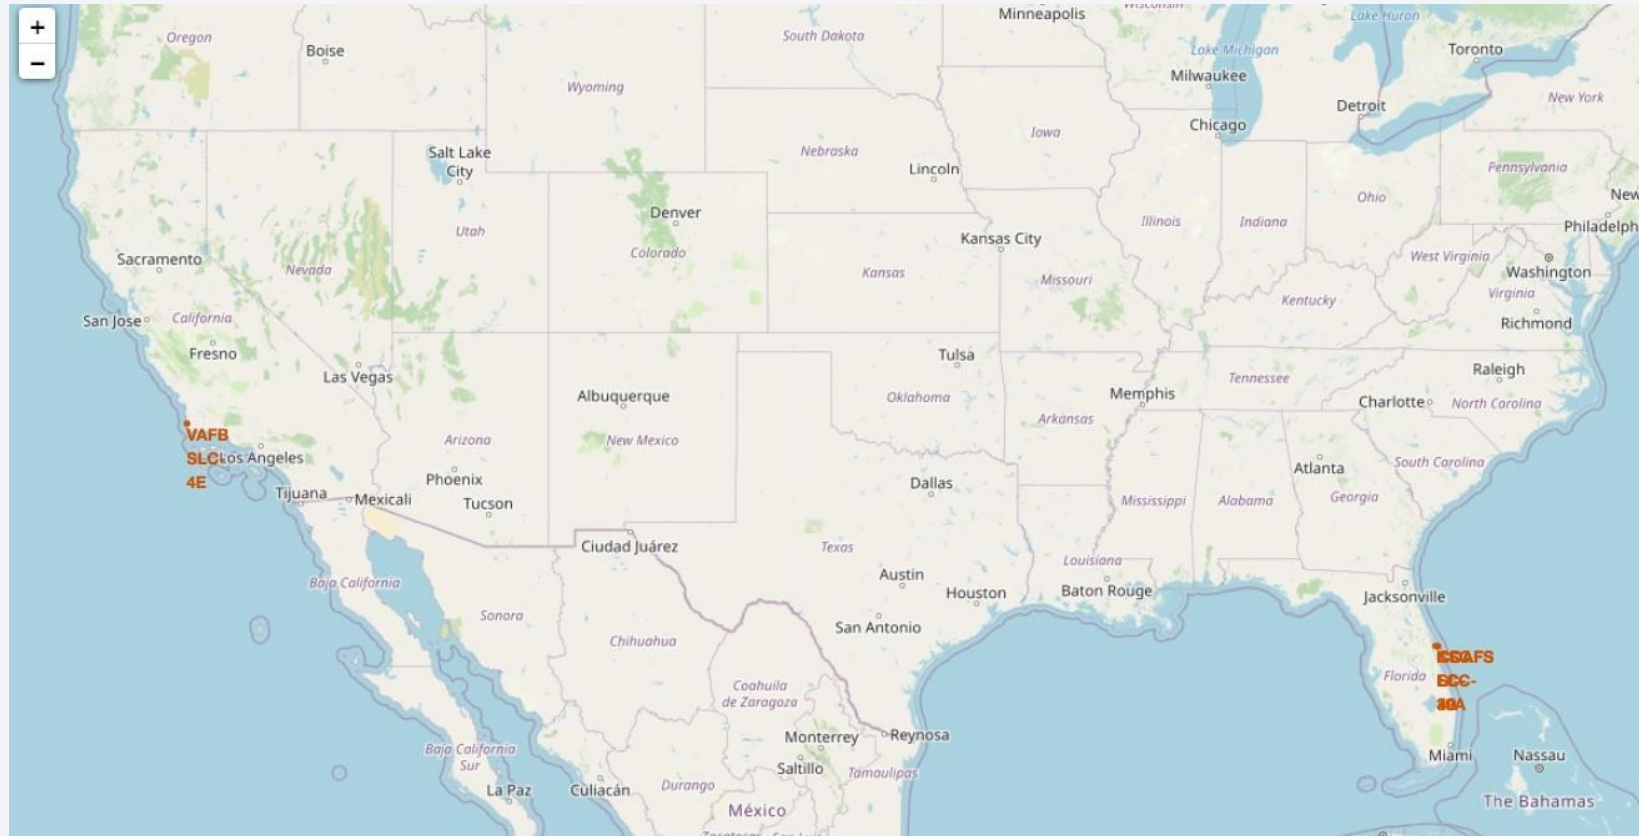 +
−
Oregon
Boise
South Dakota
Minneapolis
Wisconsin
Lake Huron
Lake Michigan
Toronto
Milwaukee
Wyoming
Detroit
New York
Chicago
Iowa
Salt Lake
City
Nebraska
Lincoln
Pennsylvania
Ohio
Denver
Illinois
Indiana
Philadelph
Utah
Kansas City
Sacramento
Colorado
Nevada
Kansas
Missouri
West Virginia
Washington
Virginia
Kentucky
San Jose
California
Richmond
Fresno
Las Vegas
Tulsa
Tennessee
Raleigh
Albuquerque
Oklahoma
Memphis
Charlotte
North Carolina
Arkansas
VAFB
SLC-
4E
Los Angeles
Arizona
New Mexico
Phoenix
Atlanta
South Carolina
Dallas
Tijuana
Mexicali
Tucson
Mississippi
Alabama
Georgia
Ciudad Juárez
Texas
Louisiana
Baja California
Austin
Houston
Baton Rouge
Jacksonville
Sonora
San Antonio
Chihuahua
Florida
Coahuila
de Zaragoza
Monterrey
Reynosa
Baja California
Sur
Saltillo
Tamaulipas
Miami
Nassau
La Paz
Culiacán
Durango
México
The Bahamas